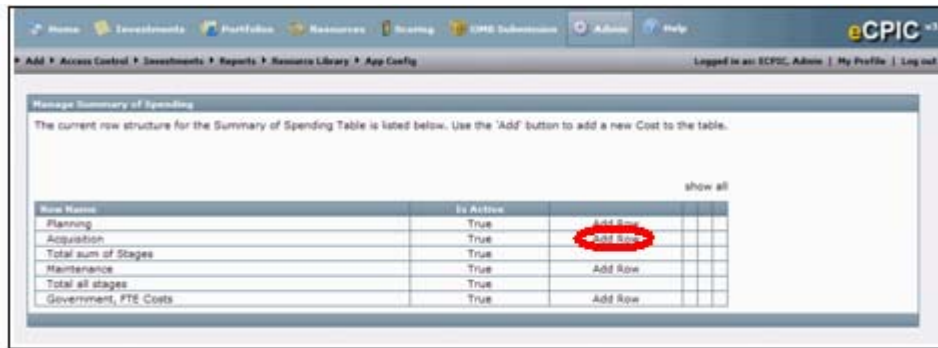 Home Investments Portfolios Resources Scoring OMB Submission Admin Help eCPIC v3
Add Access Control Investments Reports Resource Library App Config Logged in as: ECPIC, Admin | My Profile | Log out
Manage Summary of Spending
The current row structure for the Summary of Spending Table is listed below. Use the 'Add' button to add a new Cost to the table.
show all
Row Name Is Active
Planning True Add Row
Acquisition True Add Row
Total sum of Stages True
Maintenance True Add Row
Total all stages True
Government, FTE Costs True Add Row